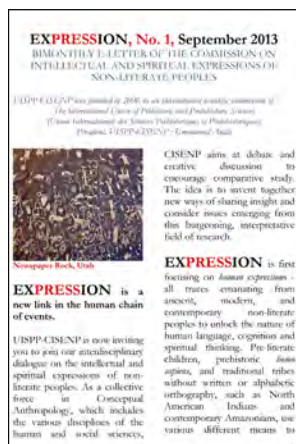 EXPRESSION, No. 1, September 2013
BIMONTHLY E-LETTER OF THE COMMISSION ON
INTELLECTUAL AND SPIRITUAL EXPRESSIONS OF
NON-LITERATE PEOPLES
UISPP-CISENP was founded in 2006 as an international scientific commission of
The International Union of Prehistoric and Protohistoric Sciences
(Union Internationale des Sciences Préhistoriques et Protohistoriques)
President, UISPP-CISENP: Emmanuel Anati
Newspaper Rock, Utah
EXPRESSION is a
new link in the human chain
of events.
UISPP-CISENP is now inviting
you to join our interdisciplinary
dialogue on the intellectual and
spiritual expressions of non-
literate peoples. As a collective
force in Conceptual
Anthropology, which includes
the various disciplines of the
human and social sciences,
CISENP aims at debate and
creative discussion to
encourage comparative study.
The idea is to invent together
new ways of sharing insight and
consider issues emerging from
this burgeoning, interpretative
field of research.
EXPRESSION is first
focusing on human expressions -
all traces emanating from
ancient, modern, and
contemporary non-literate
peoples to unlock the nature of
human language, cognition and
spiritual thinking. Pre-literate
children, prehistoric homo
sapiens, and traditional tribes
without written or alphabetic
orthography, such as North
American Indians and
contemporary Amazonians, use
various different means to